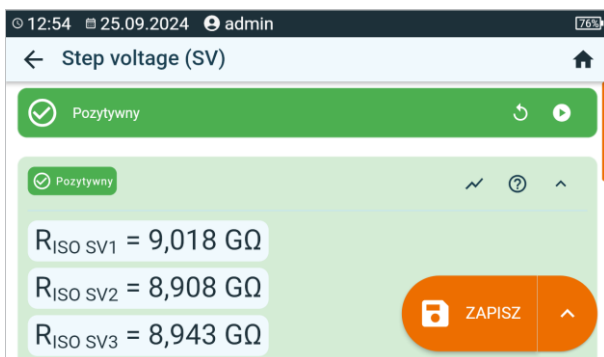 12:54 25.09.2024 admin 76%
Step voltage (SV)
Pozytywny
Pozytywny
RISO SV1 = 9,018 GΩ
RISO SV2 = 8,908 GΩ
RISO SV3 = 8,943 GΩ
ZAPISZ